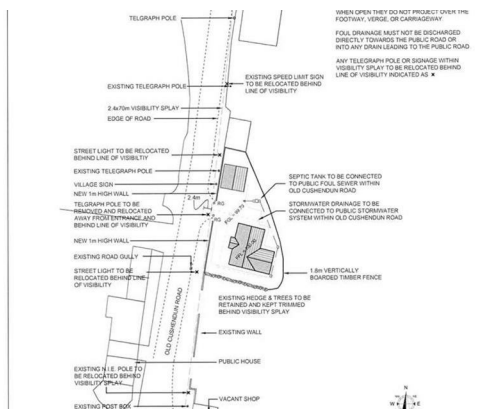 WHEN OPEN THEY DO NOT PROJECT OVER THE
FOOTWAY, VERGE, OR CARRIAGEWAY
FOUL DRAINAGE MUST NOT BE DISCHARGED
DIRECTLY TOWARDS THE PUBLIC ROAD OR
INTO ANY DRAIN LEADING TO THE PUBLIC ROAD
ANY TELEGRAPH POLE OR SIGNAGE WITHIN
VISIBILITY SPLAY TO BE RELOCATED BEHIND
LINE OF VISIBILITY INDICATED AS ×
TELGRAPH POLE
EXISTING SPEED LIMIT SIGN
TO BE RELOCATED BEHIND
LINE OF VISIBILITY
EXISTING TELEGRAPH POLE
2.4x70m VISIBILITY SPLAY
EDGE OF ROAD
STREET LIGHT TO BE RELOCATED
BEHIND LINE OF VISIBILTIY
EXISTING TELEGRAPH POLE
VILLAGE SIGN
NEW 1m HIGH WALL
2.4m
TELGRAPH POLE TO BE
REMOVED AND RELOCATED
AWAY FROM ENTRANCE AND
BEHIND LINE OF VISIBILITY
SEPTIC TANK TO BE CONNECTED
TO PUBLIC FOUL SEWER WITHIN
OLD CUSHENDUN ROAD
STORMWATER DRAINAGE TO BE
CONNECTED TO PUBLIC STORMWATER
SYSTEM WITHIN OLD CUSHENDUN ROAD
NEW 1m HIGH WALL
EXISTING ROAD GULLY
STREET LIGHT TO BE
RELOCATED BEHIND LINE
OF VISIBILITY
1.8m VERTICALLY
BOARDED TIMBER FENCE
EXISTING HEDGE & TREES TO BE
RETAINED AND KEPT TRIMMED
BEHIND VISIBILITY SPLAY
OLD CUSHENDUN ROAD
EXISTING WALL
PUBLIC HOUSE
EXISTING N.I.E. POLE TO
BE RELOCATED BEHIND
VISIBILITY SPLAY
VACANT SHOP
EXISTING POST BOX
N
W
E